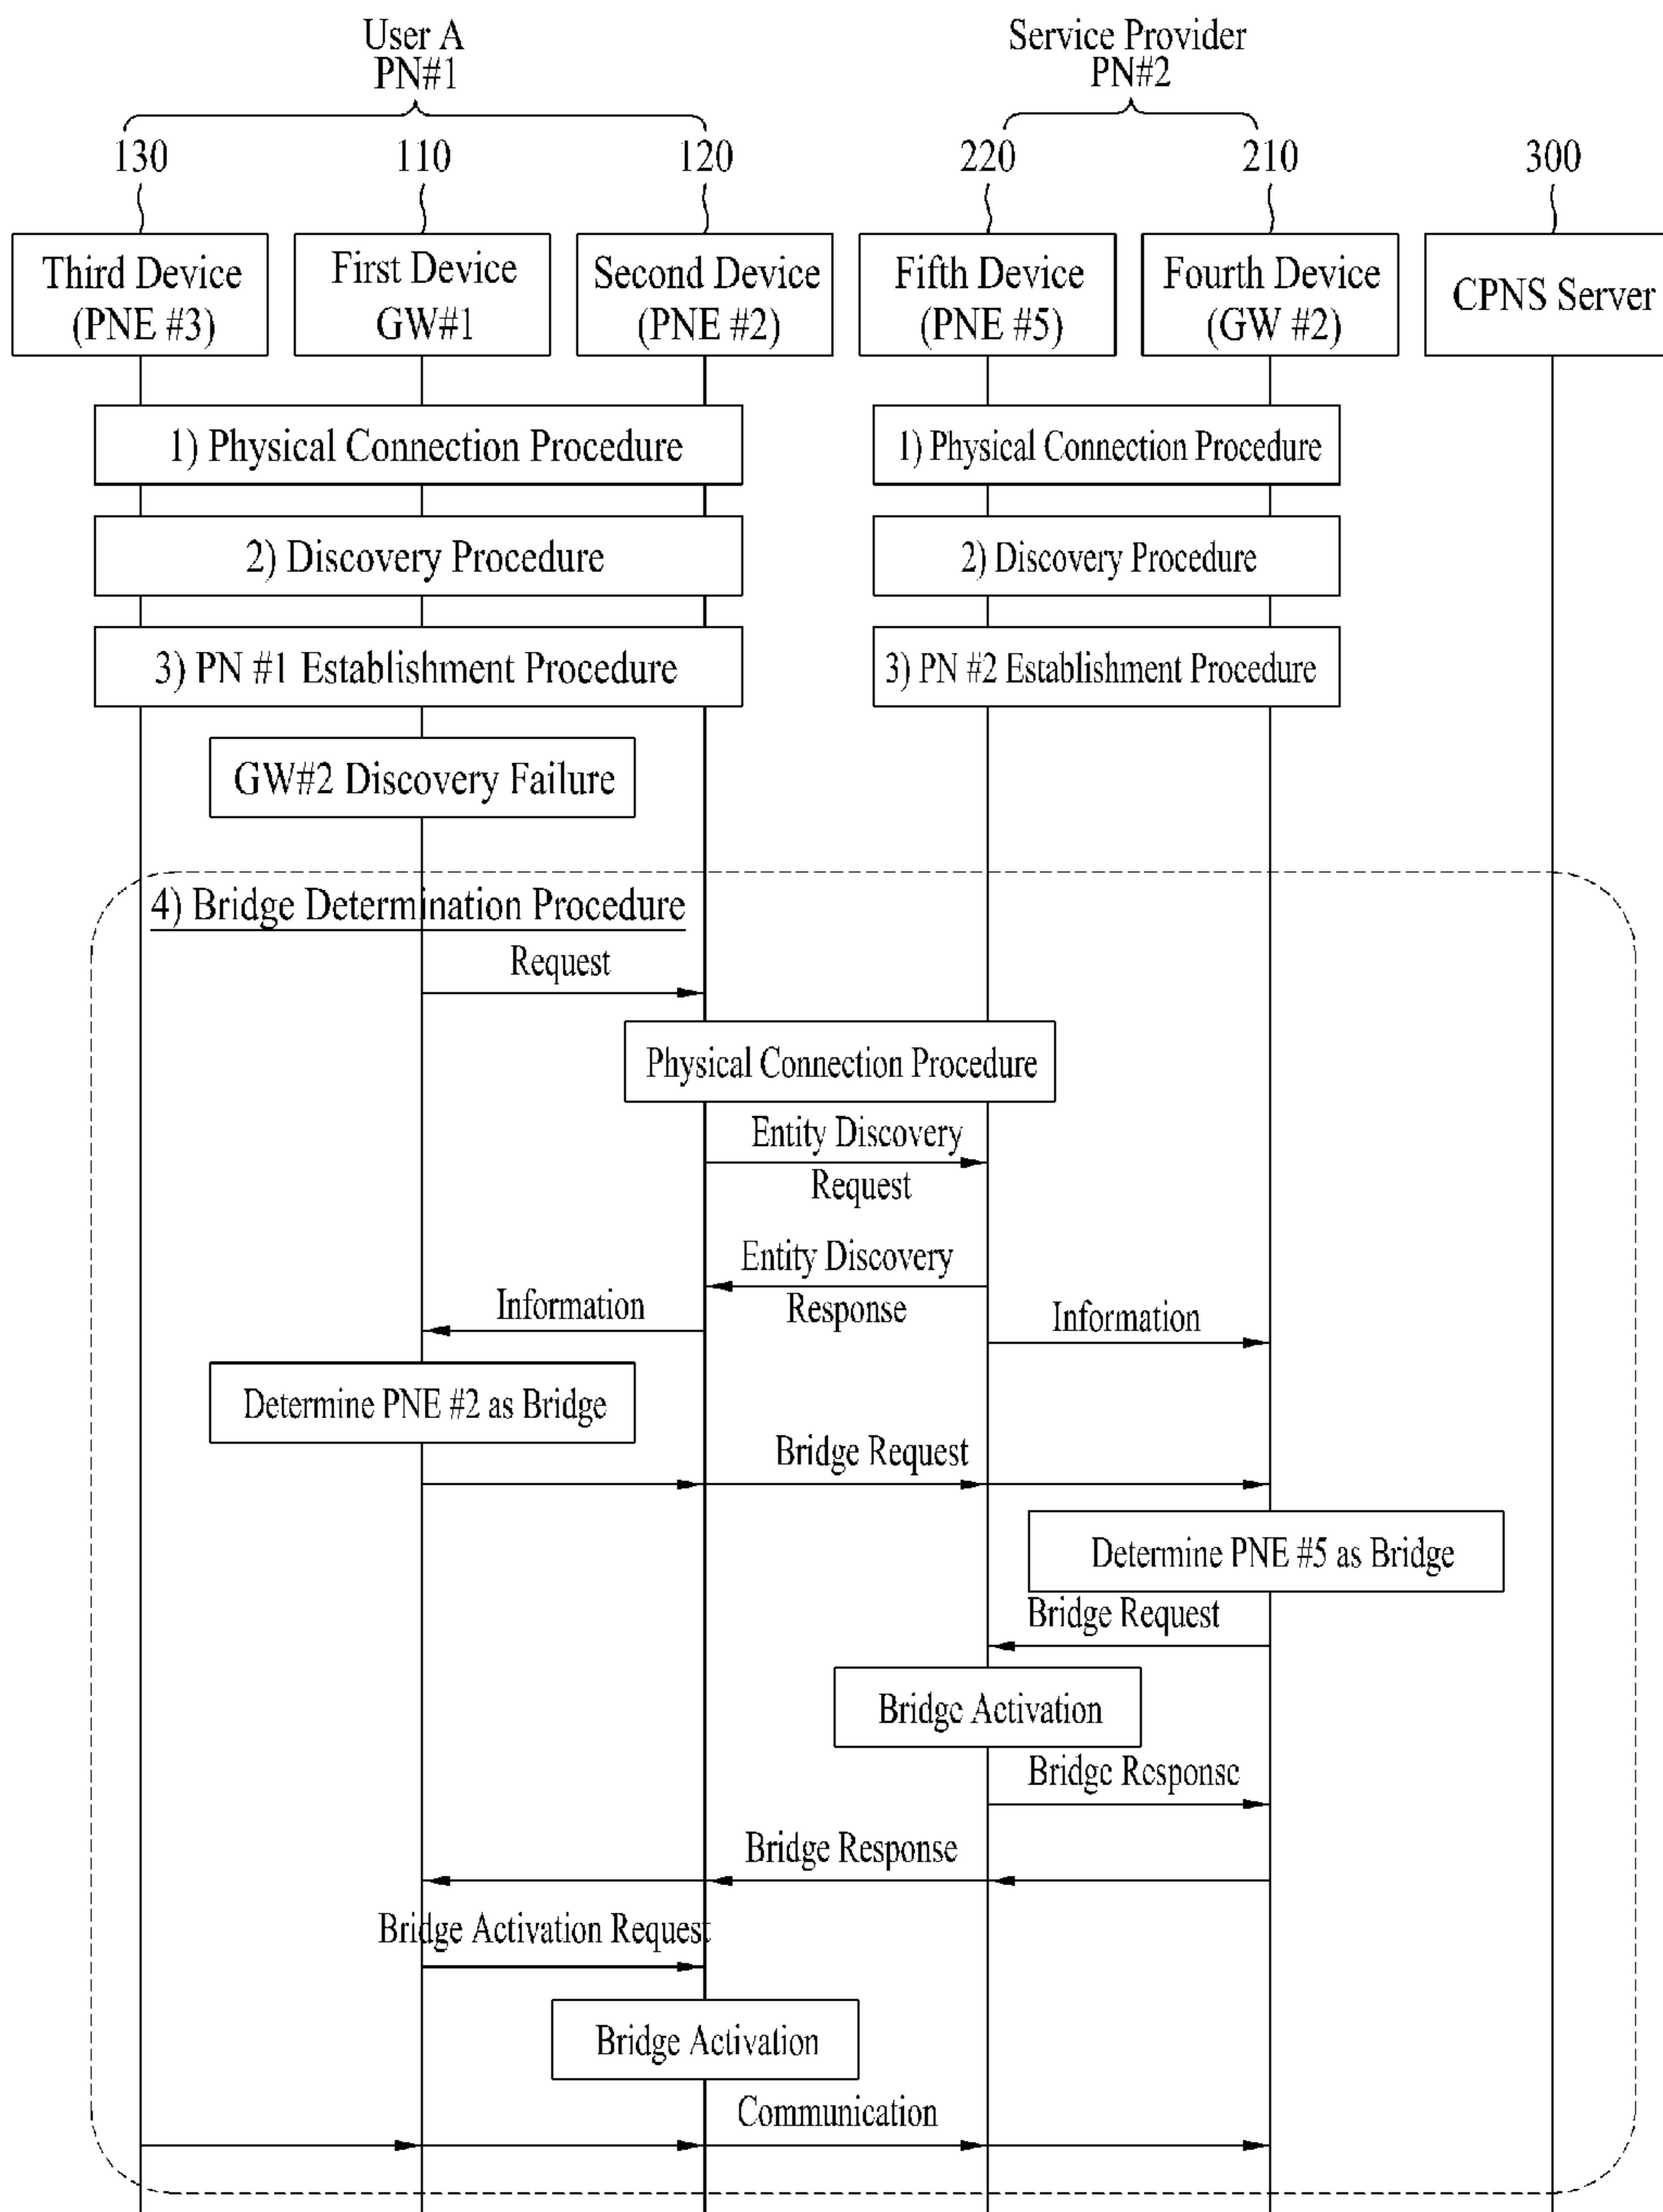 User A
PN#1
Service Provider
PN#2
130
110
120
220
210
300
Third Device
(PNE #3)
First Device
GW#1
Second Device
(PNE #2)
Fifth Device
(PNE #5)
Fourth Device
(GW #2)
CPNS Server
1) Physical Connection Procedure
1) Physical Connection Procedure
2) Discovery Procedure
2) Discovery Procedure
3) PN #1 Establishment Procedure
3) PN #2 Establishment Procedure
GW#2 Discovery Failure
4) Bridge Determination Procedure
Request
Physical Connection Procedure
Entity Discovery
Request
Entity Discovery
Response
Information
Information
Determine PNE #2 as Bridge
Bridge Request
Determine PNE #5 as Bridge
Bridge Request
Bridge Activation
Bridge Response
Bridge Response
Bridge Activation Request
Bridge Activation
Communication